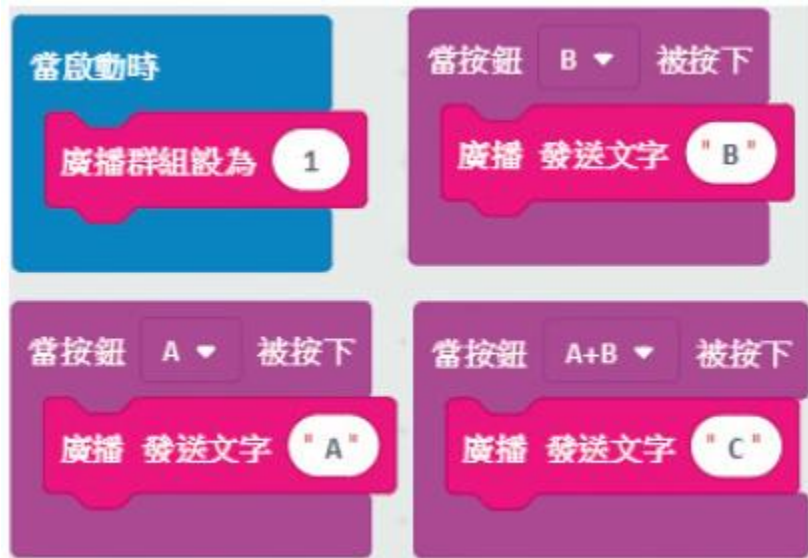 當啟動時
廣播群組設為 1
當按鈕 B 被按下
廣播 發送文字 "B"
當按鈕 A 被按下
廣播 發送文字 "A"
當按鈕 A+B 被按下
廣播 發送文字 "C"